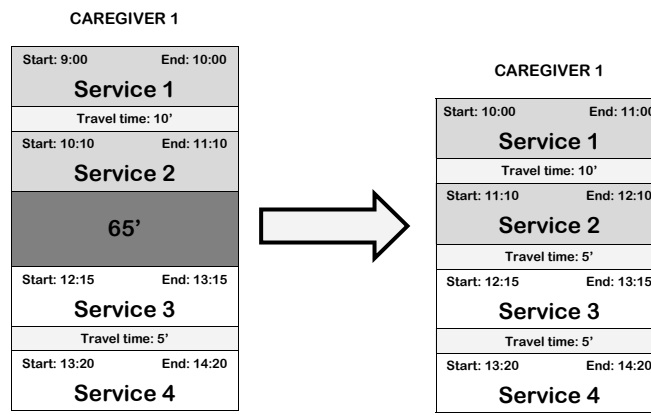 CAREGIVER 1
Start: 9:00 End: 10:00
Service 1
Travel time: 10’
Start: 10:10 End: 11:10
Service 2
65’
Start: 12:15 End: 13:15
Service 3
Travel time: 5’
Start: 13:20 End: 14:20
Service 4
CAREGIVER 1
Start: 10:00 End: 11:00
Service 1
Travel time: 10’
Start: 11:10 End: 12:10
Service 2
Travel time: 5’
Start: 12:15 End: 13:15
Service 3
Travel time: 5’
Start: 13:20 End: 14:20
Service 4